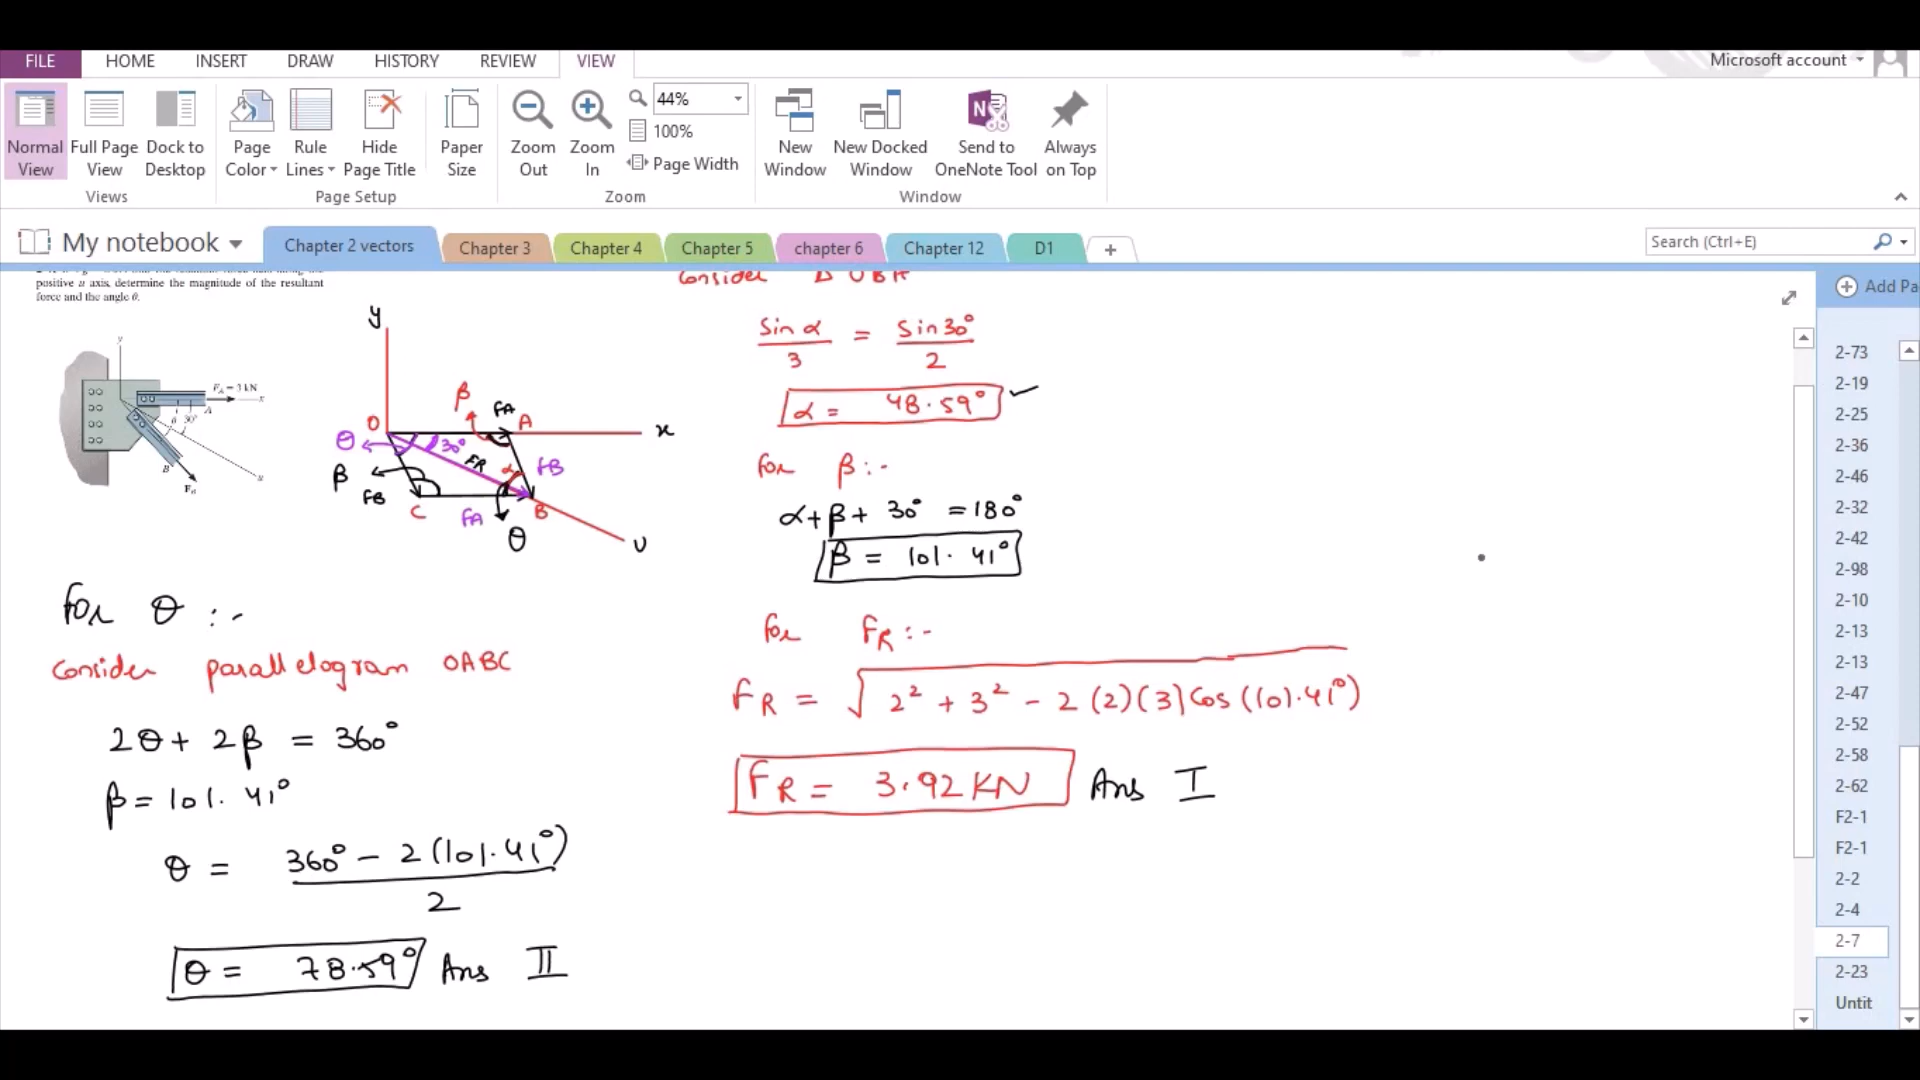 FILE HOME INSERT DRAW HISTORY REVIEW VIEW Microsoft account
Normal View Full Page View Dock to Desktop
Views
Page Color Rule Lines Hide Page Title Paper Size
Page Setup
Zoom Out Zoom In 44% 100% Page Width
Zoom
New Window New Docked Window Send to OneNote Tool Always on Top
Window
My notebook Chapter 2 vectors Chapter 3 Chapter 4 Chapter 5 chapter 6 Chapter 12 D1 +
Search (Ctrl+E)
positive u axis, determine the magnitude of the resultant
force and the angle θ.
y
F_A = 3 kN
x
A
θ 30°
B
u
F_B
y
O
β
FA
A
x
θ
30°
FR
α
FB
β
FB
C
FA
B
θ
u
Consider Δ OBA
Sin α / 3 = Sin 30° / 2
α = 48.59°
for β :-
α + β + 30° = 180°
β = 101.41°
for FR :-
FR = √ 2² + 3² - 2 (2) (3) Cos (101.41°)
FR = 3.92 KN Ans I
for θ :-
Consider parallelogram OABC
2θ + 2β = 360°
β = 101.41°
θ = 360° - 2 (101.41°) / 2
θ = 78.59° Ans II
Add Pa
2-73
2-19
2-25
2-36
2-46
2-32
2-42
2-98
2-10
2-13
2-13
2-47
2-52
2-58
2-62
F2-1
F2-1
2-2
2-4
2-7
2-23
Untit